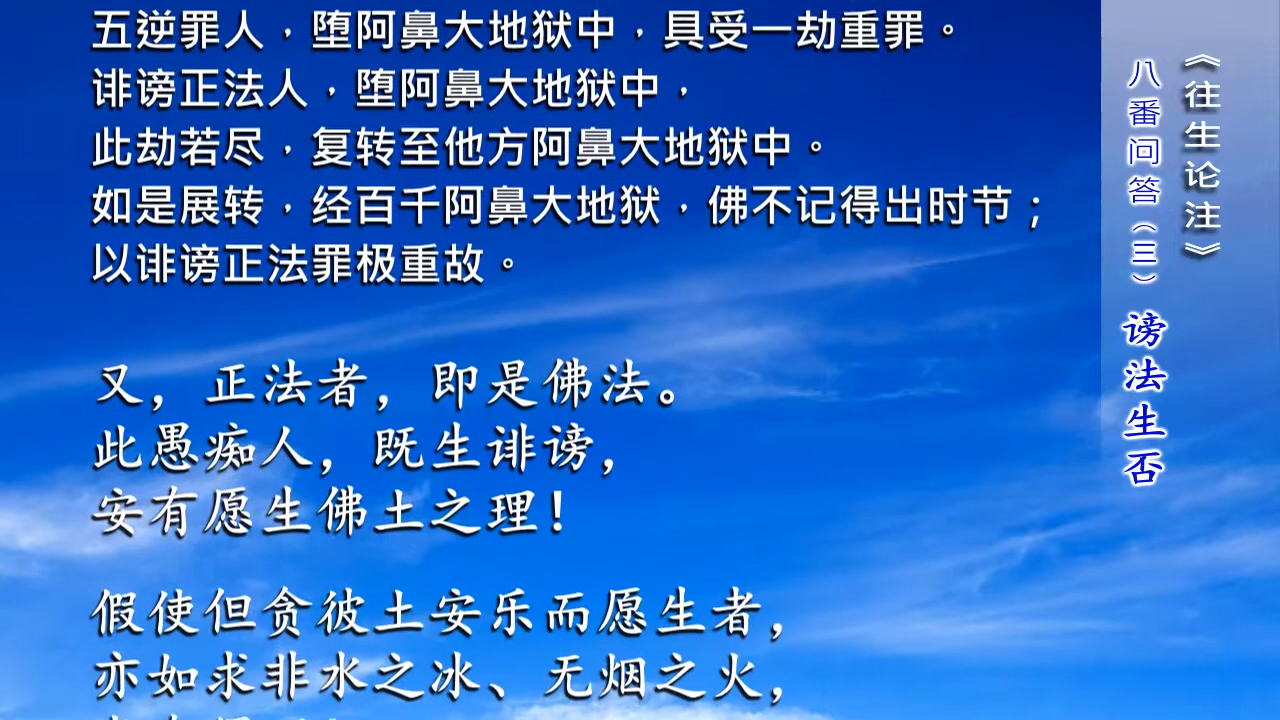 五逆罪人，堕阿鼻大地狱中，具受一劫重罪。
诽谤正法人，堕阿鼻大地狱中，
此劫若尽，复转至他方阿鼻大地狱中。
如是展转，经百千阿鼻大地狱，佛不记得出时节；
以诽谤正法罪极重故。
又，正法者，即是佛法。
此愚痴人，既生诽谤，
安有愿生佛土之理！
假使但贪彼土安乐而愿生者，
亦如求非水之冰、无烟之火，
《往生论注》
八番问答（三）谤法生否